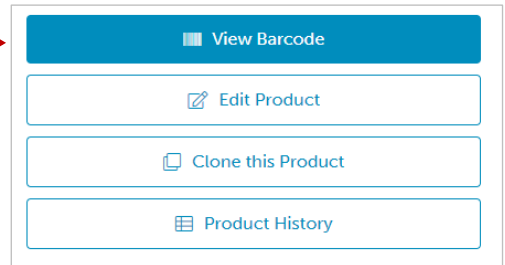 View Barcode
Edit Product
Clone this Product
Product History